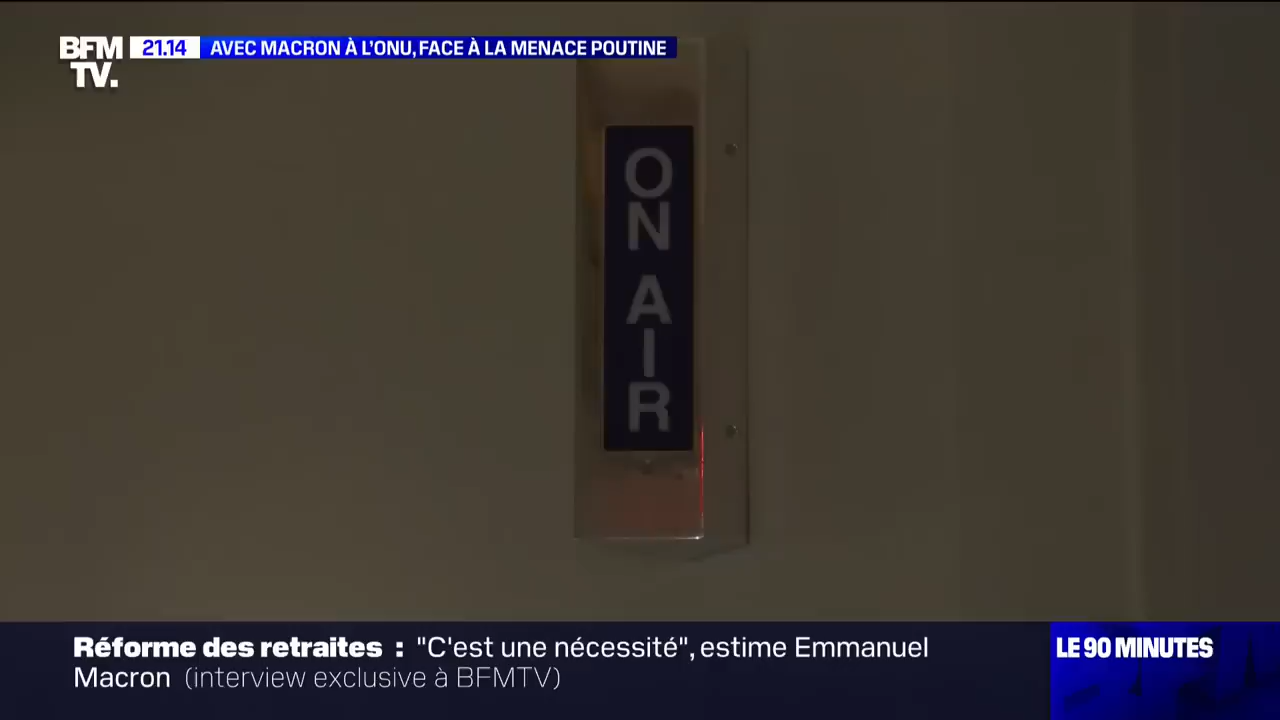 BFM 21.14 AVEC MACRON À L'ONU, FACE À LA MENACE POUTINE
TV.
ON AIR
Réforme des retraites : "C'est une nécessité", estime Emmanuel
Macron (interview exclusive à BFMTV)
LE 90 MINUTES